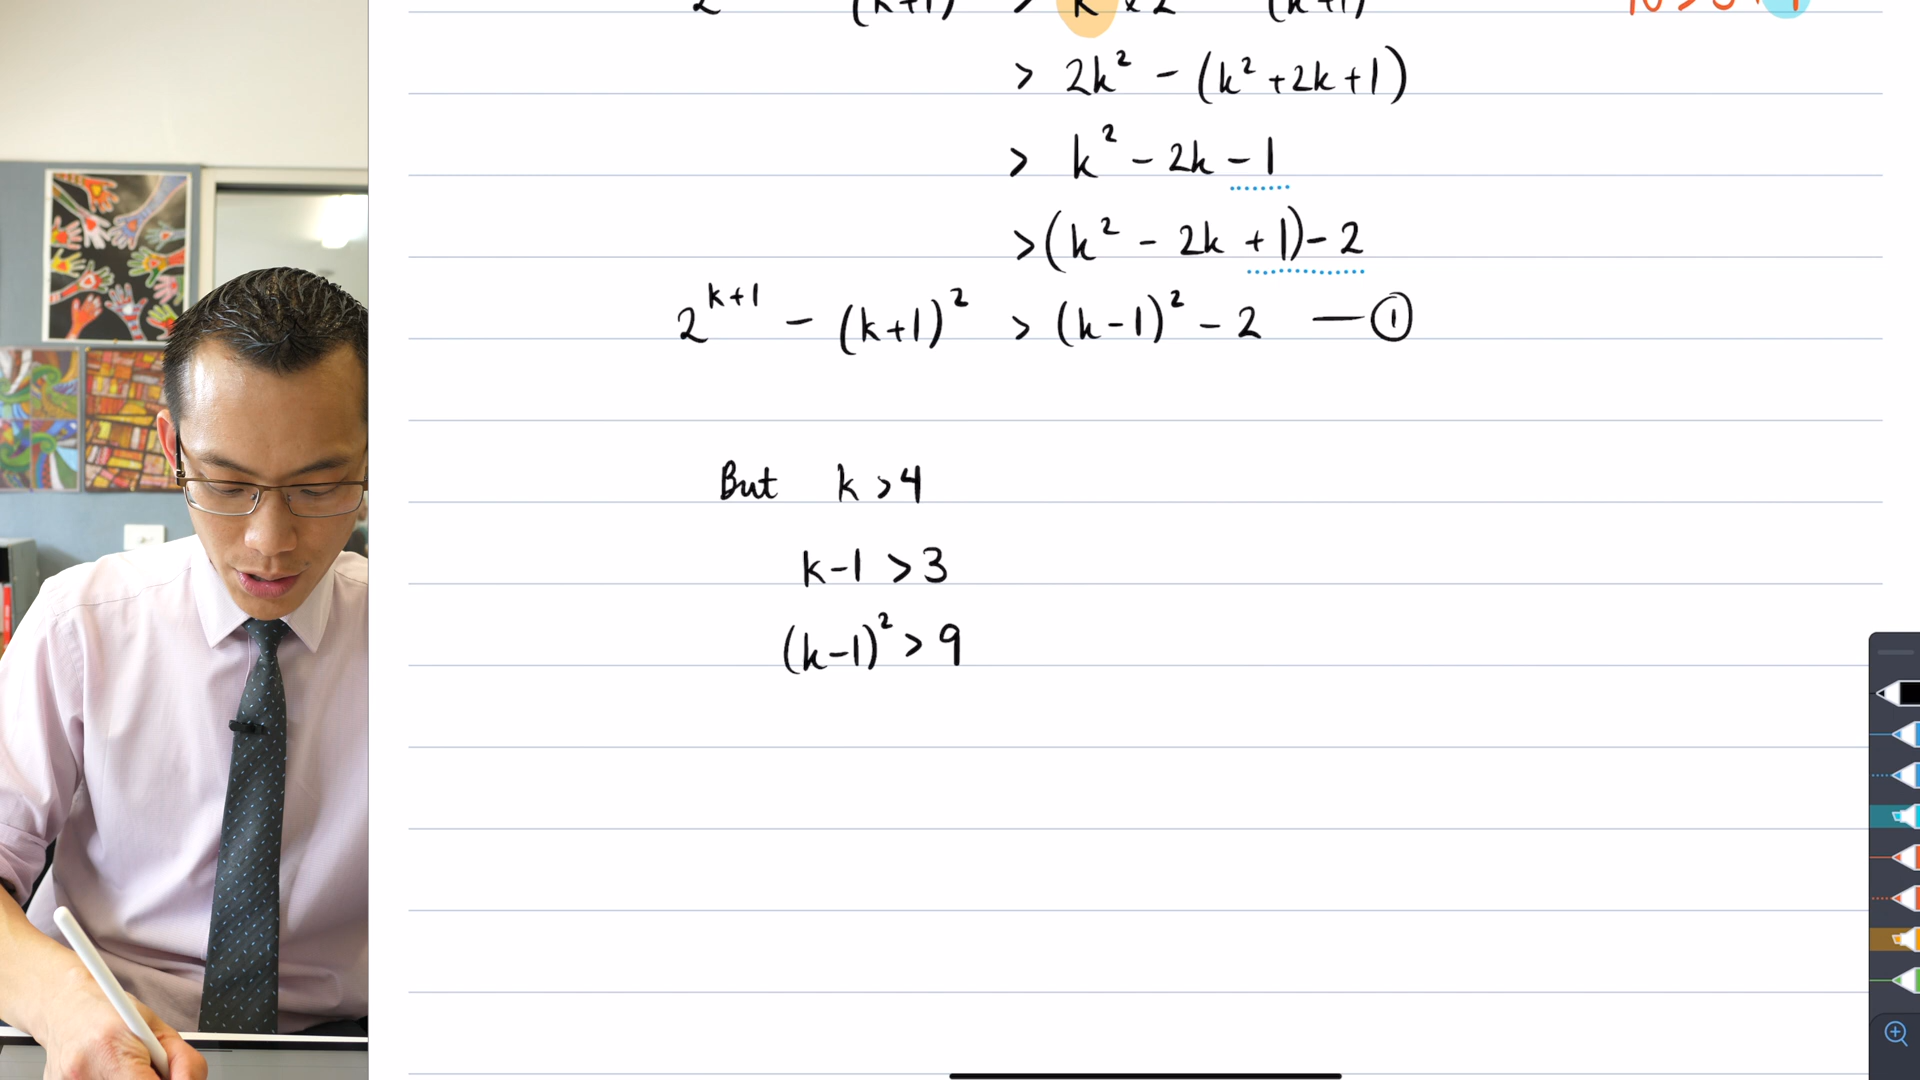 > 2k² - (k² + 2k + 1)
> k² - 2k - 1
> (k² - 2k + 1) - 2
2^{k+1} - (k+1)² > (k-1)² - 2 — ①
But k > 4
k-1 > 3
(k-1)² > 9